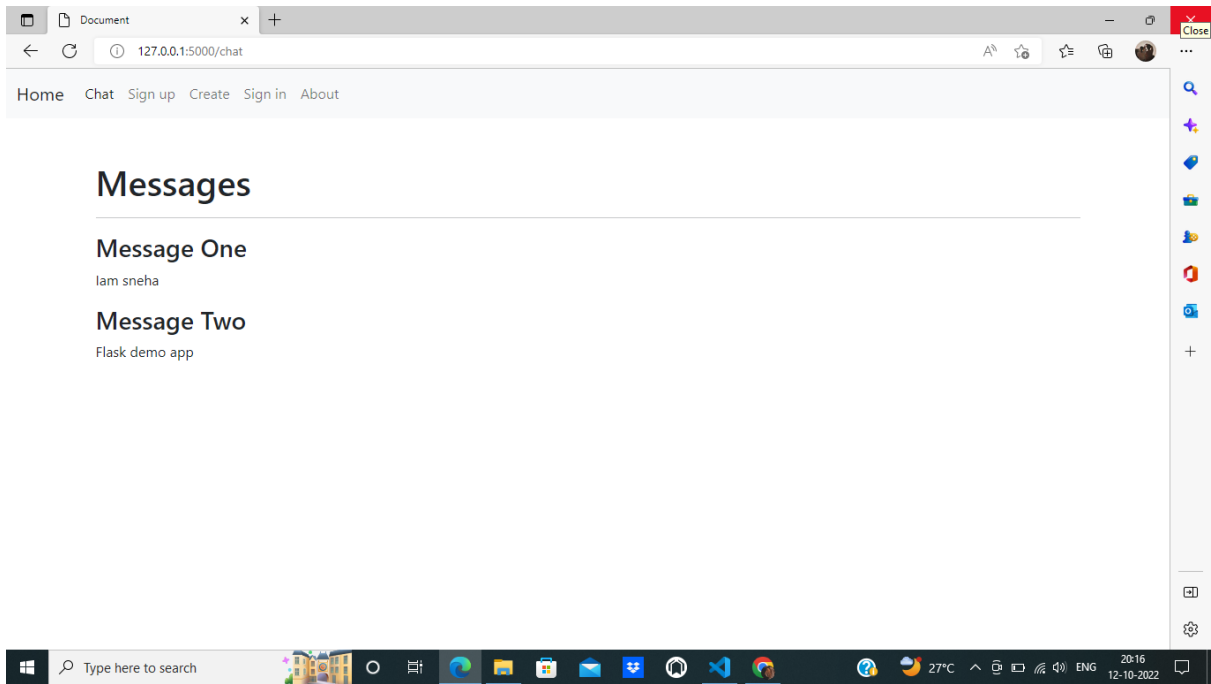 Document
Close
127.0.0.1:5000/chat
Home Chat Sign up Create Sign in About
Messages
Message One
Iam sneha
Message Two
Flask demo app
Type here to search
27°C ENG 20:16
12-10-2022